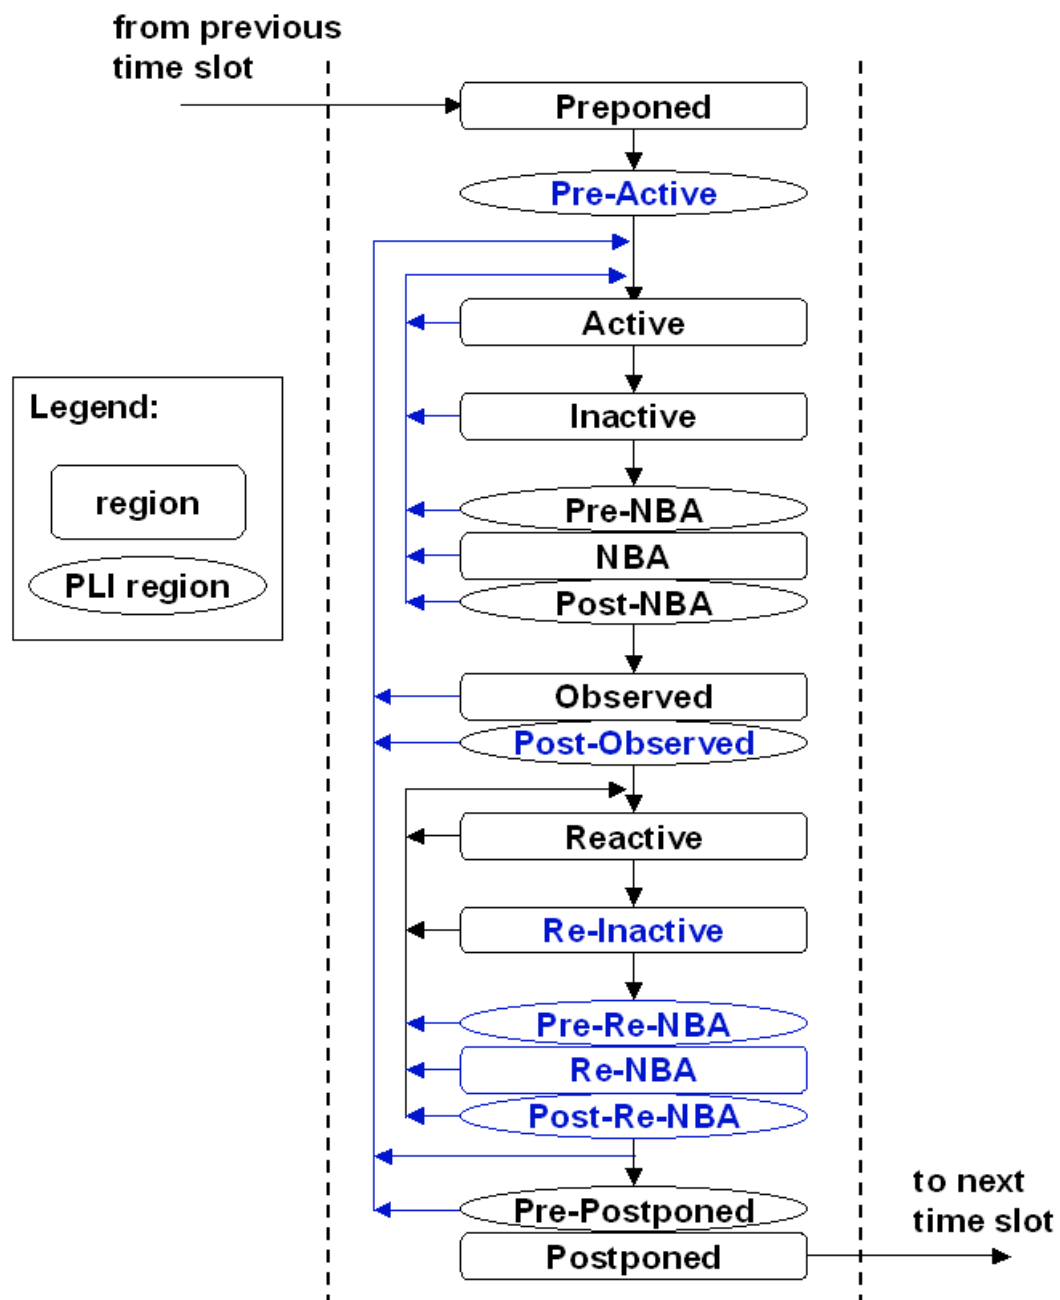 from previous
time slot
Preponed
Pre-Active
Active
Legend:
Inactive
region
Pre-NBA
NBA
PLI region
Post-NBA
Observed
Post-Observed
Reactive
Re-Inactive
Pre-Re-NBA
Re-NBA
Post-Re-NBA
to next
time slot
Pre-Postponed
Postponed